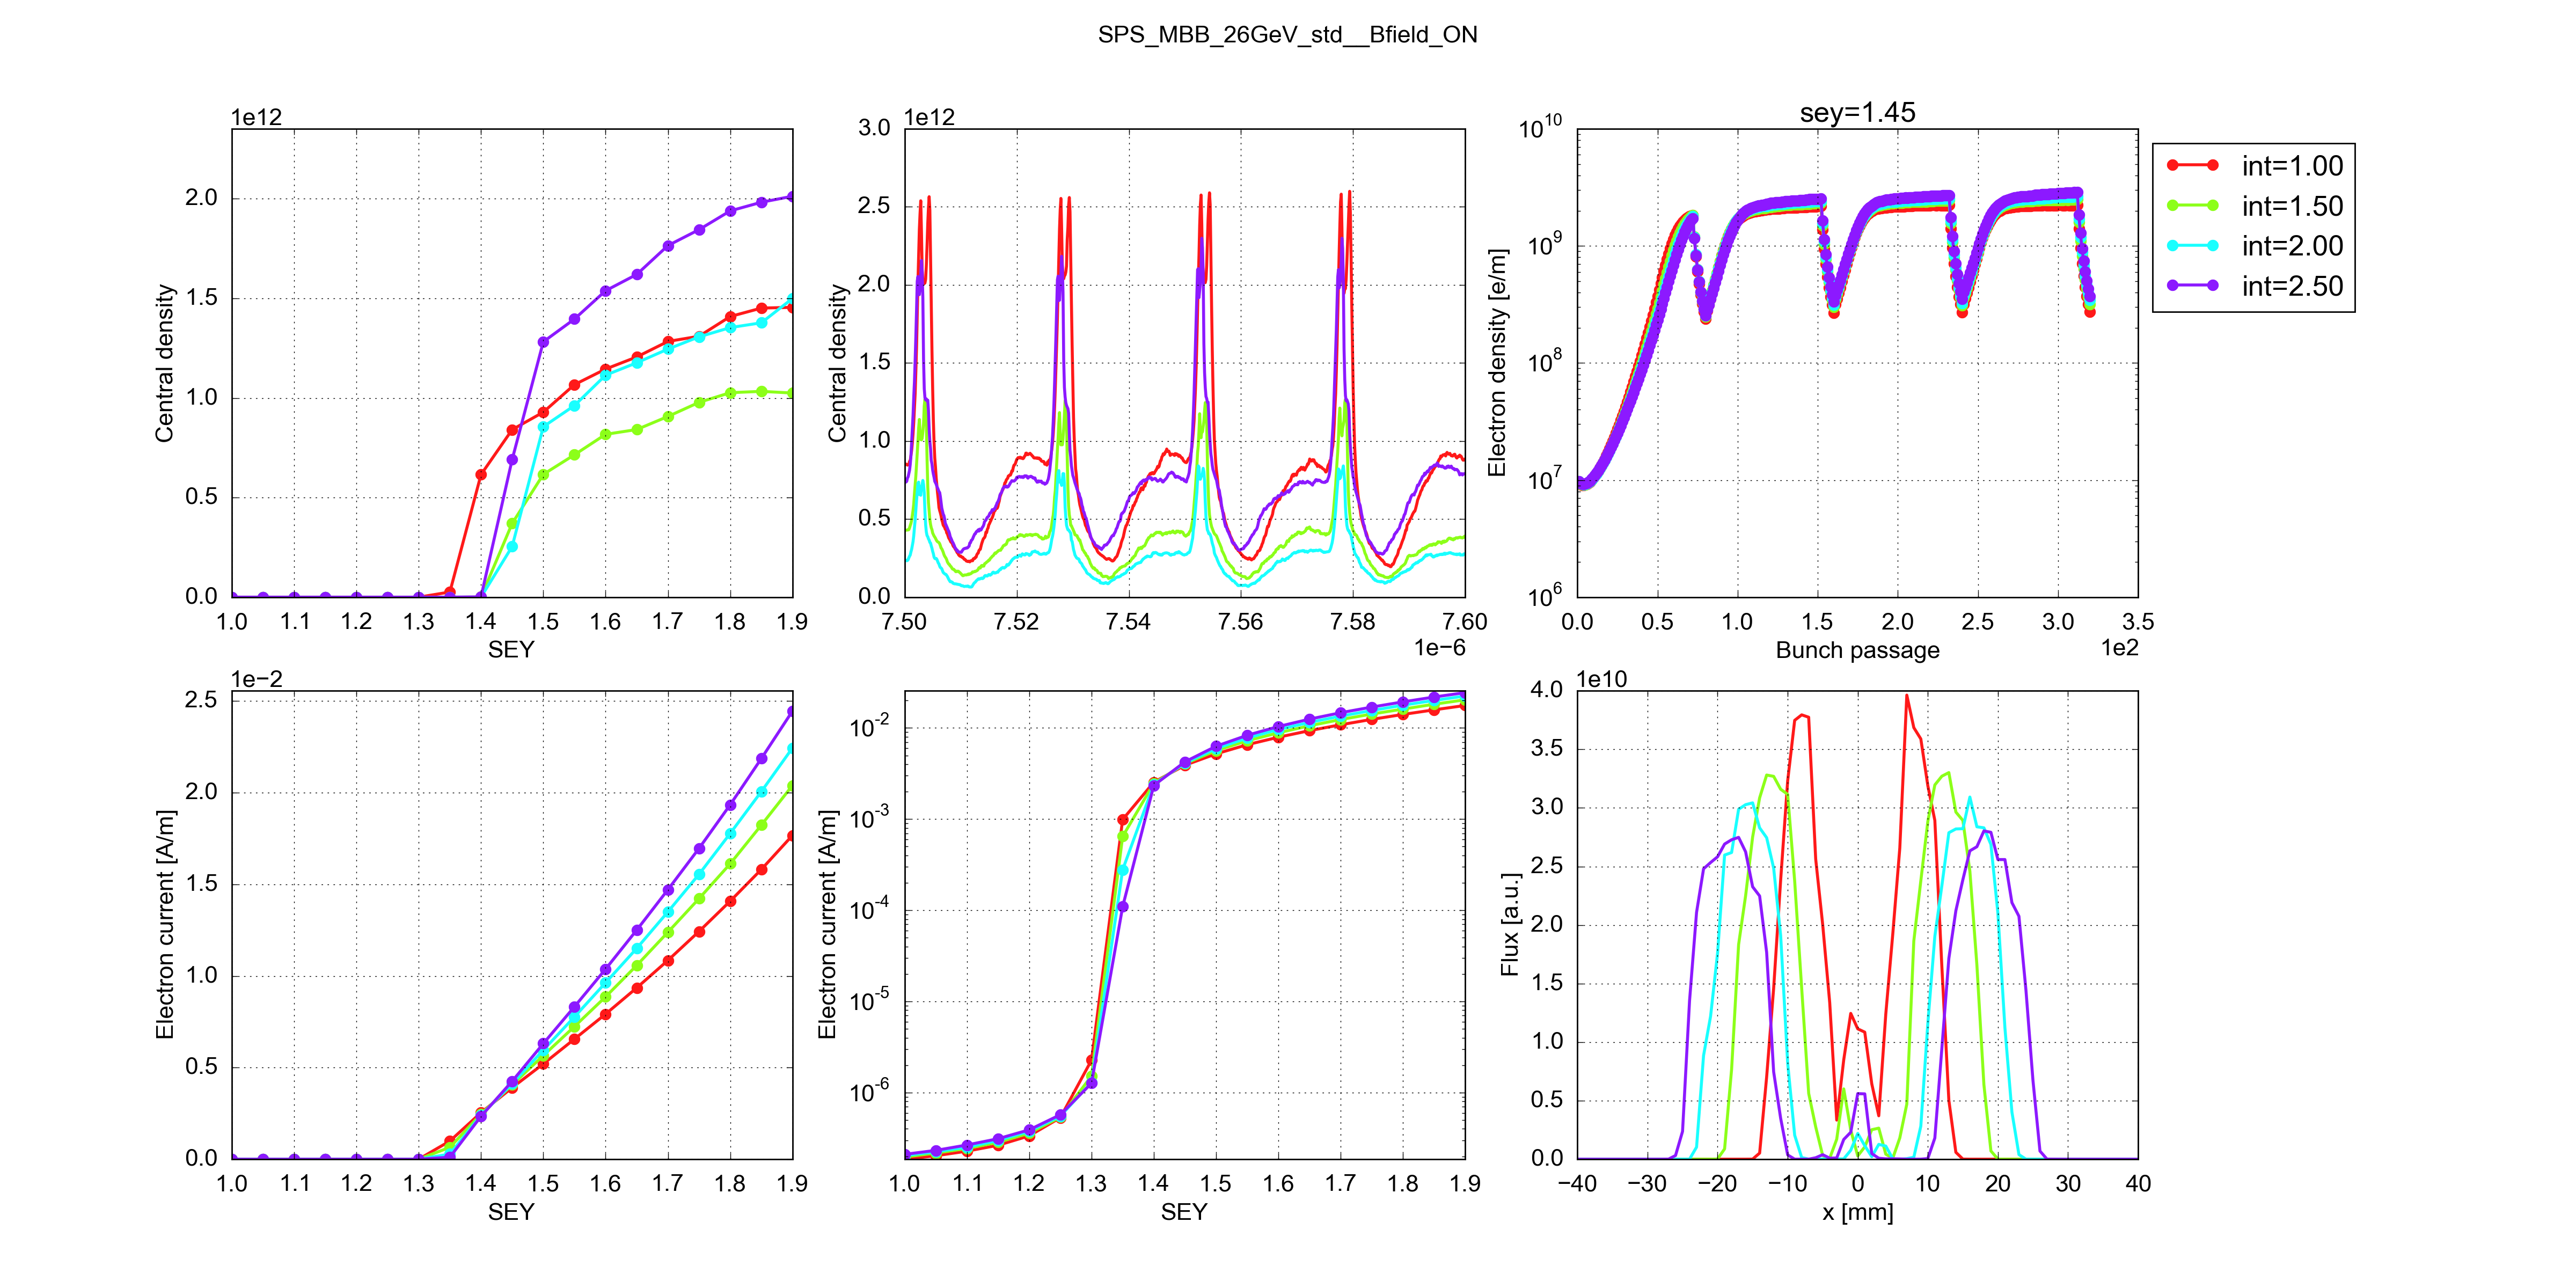 SPS_MBB_26GeV_std__Bfield_ON
1e12
Central density
2.0
1.5
1.0
0.5
0.0
1.0 1.1 1.2 1.3 1.4 1.5 1.6 1.7 1.8 1.9
SEY
1e12
Central density
3.0
2.5
2.0
1.5
1.0
0.5
0.0
7.50 7.52 7.54 7.56 7.58 7.60
1e−6
sey=1.45
Electron density [e/m]
10^10
10^9
10^8
10^7
10^6
0.0 0.5 1.0 1.5 2.0 2.5 3.0 3.5
Bunch passage
1e2
int=1.00
int=1.50
int=2.00
int=2.50
1e−2
Electron current [A/m]
2.5
2.0
1.5
1.0
0.5
0.0
1.0 1.1 1.2 1.3 1.4 1.5 1.6 1.7 1.8 1.9
SEY
Electron current [A/m]
10^-2
10^-3
10^-4
10^-5
10^-6
1.0 1.1 1.2 1.3 1.4 1.5 1.6 1.7 1.8 1.9
SEY
1e10
Flux [a.u.]
4.0
3.5
3.0
2.5
2.0
1.5
1.0
0.5
0.0
−40 −30 −20 −10 0 10 20 30 40
x [mm]